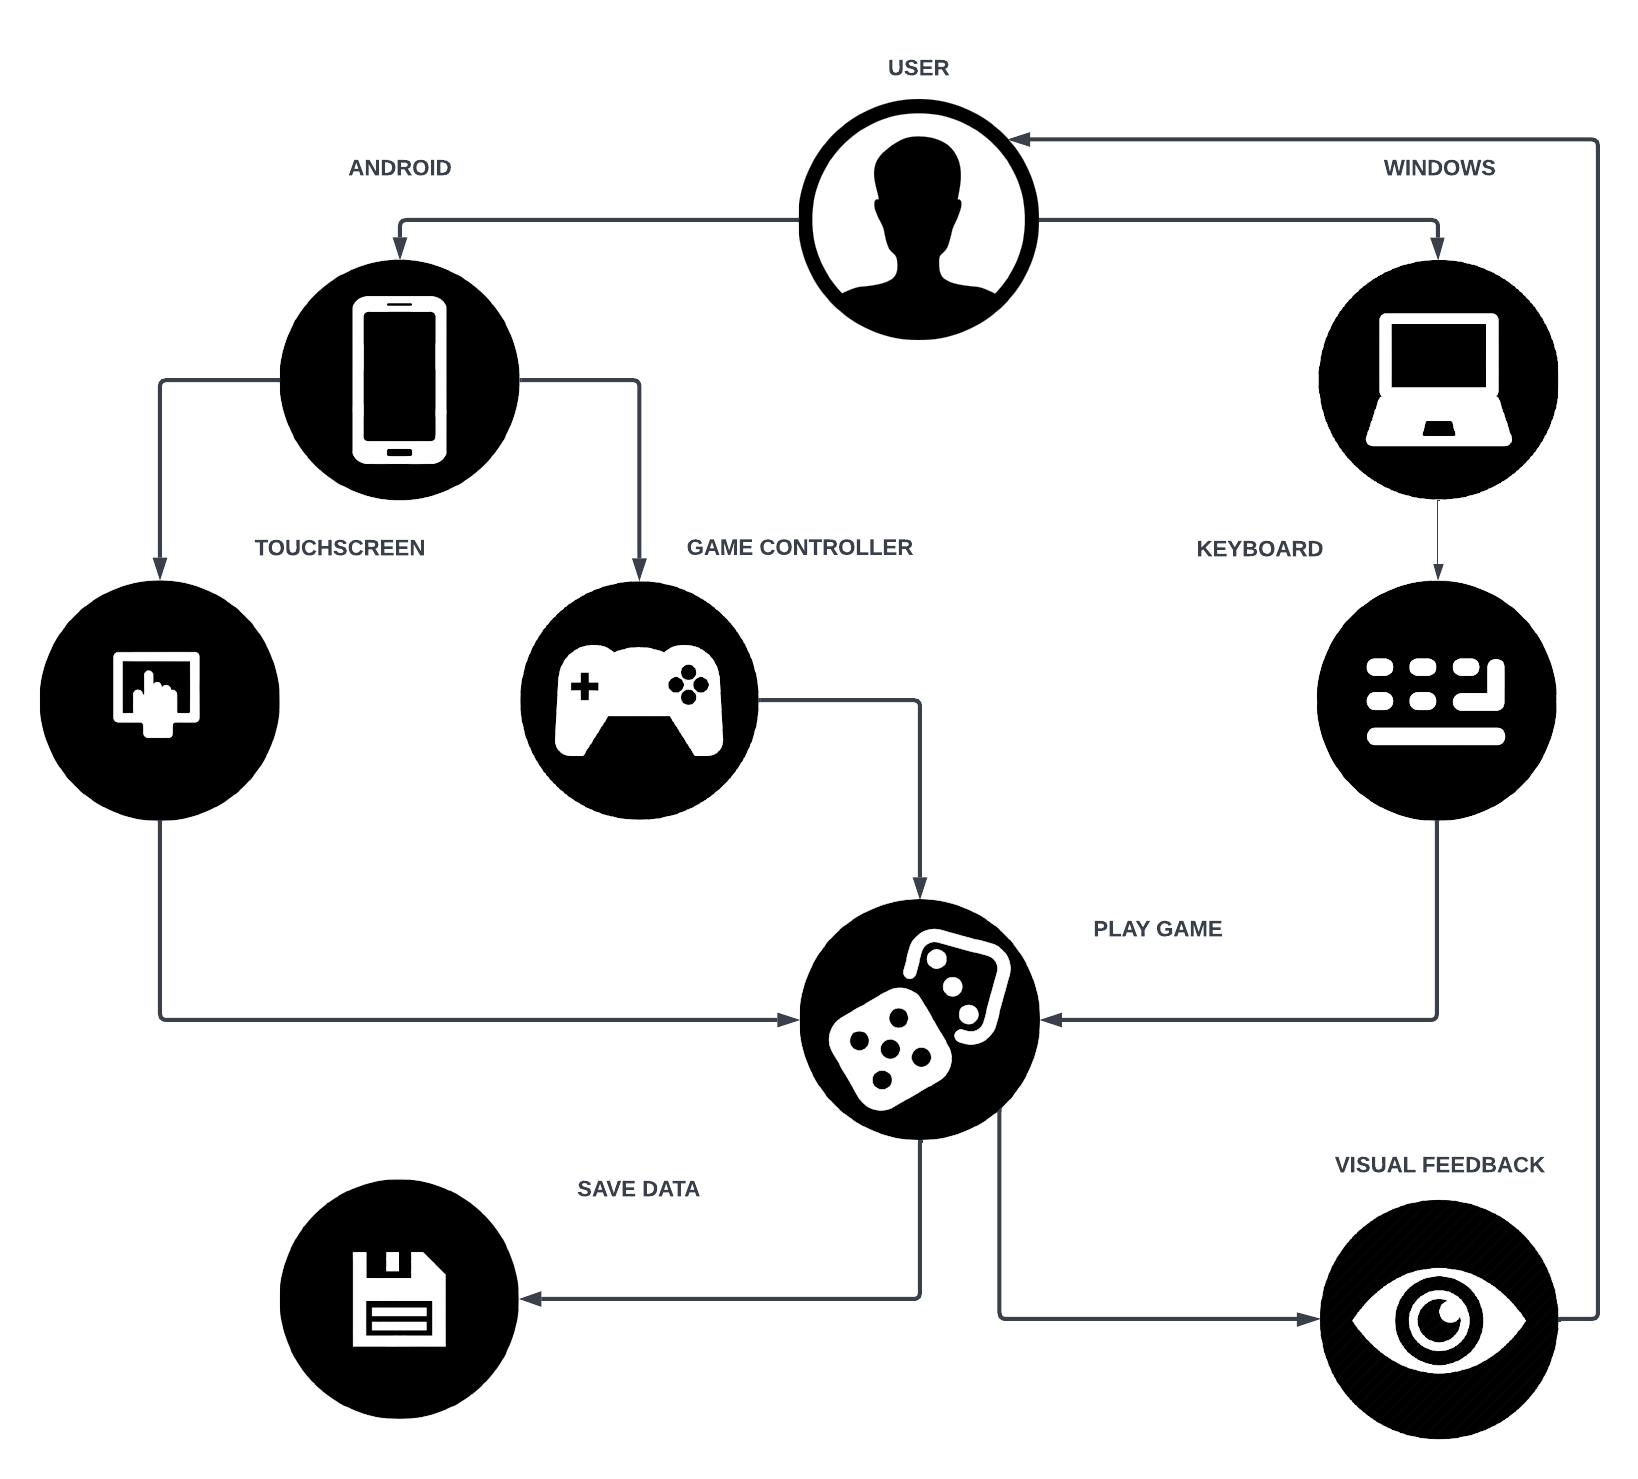 USER
ANDROID
WINDOWS
TOUCHSCREEN
GAME CONTROLLER
KEYBOARD
PLAY GAME
VISUAL FEEDBACK
SAVE DATA